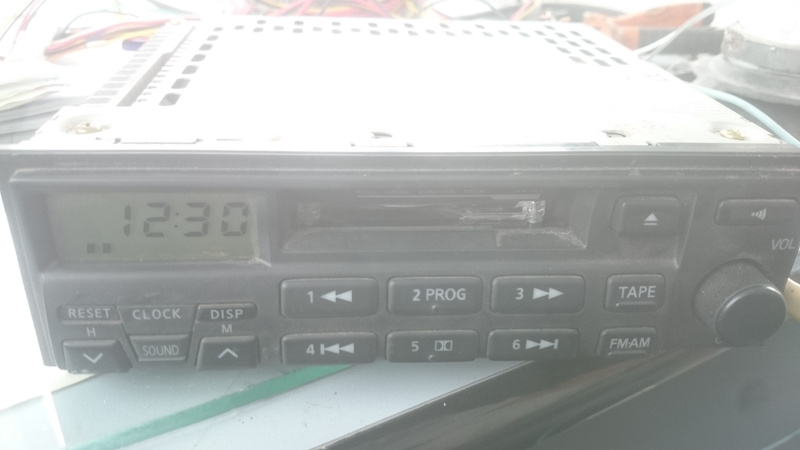 12:30
VOL
1
2 PROG
3
TAPE
RESET
CLOCK
DISP
H
M
SOUND
4
5
6
FM·AM